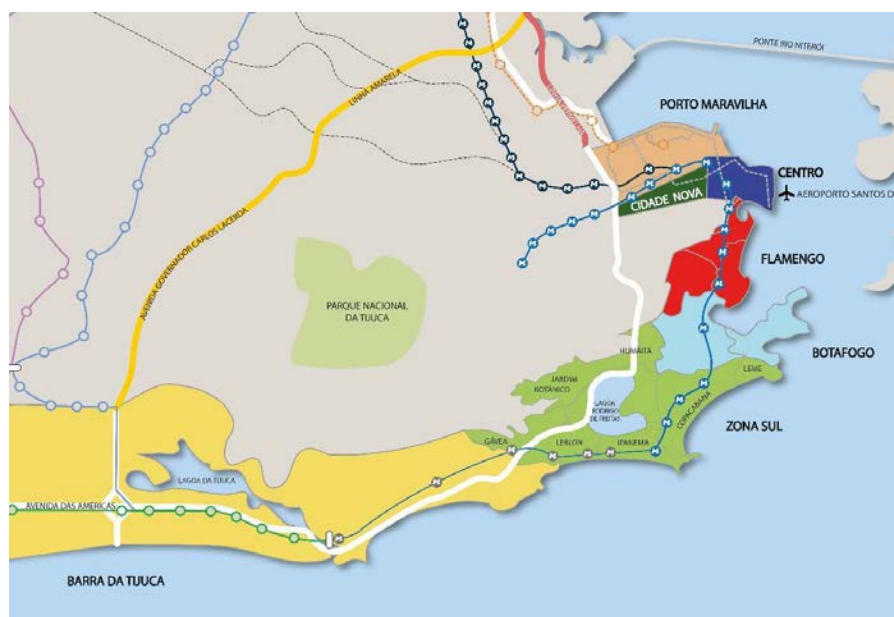 PONTE RIO NITEROI
LINHA AMARELA
PORTO MARAVILHA
CENTRO
AEROPORTO SANTOS D
CIDADE NOVA
AVENIDA GOVERNADOR CARLOS LACERDA
FLAMENGO
PARQUE NACIONAL
DA TIJUCA
BOTAFOGO
HUMAITÁ
LEME
JARDIM
BOTÂNICO
LAGOA
RODRIGO
DE FREITAS
COPACABANA
ZONA SUL
GÁVEA
LEBLON
IPANEMA
LAGOA DA TIJUCA
AVENIDA DAS AMÉRICAS
BARRA DA TIJUCA